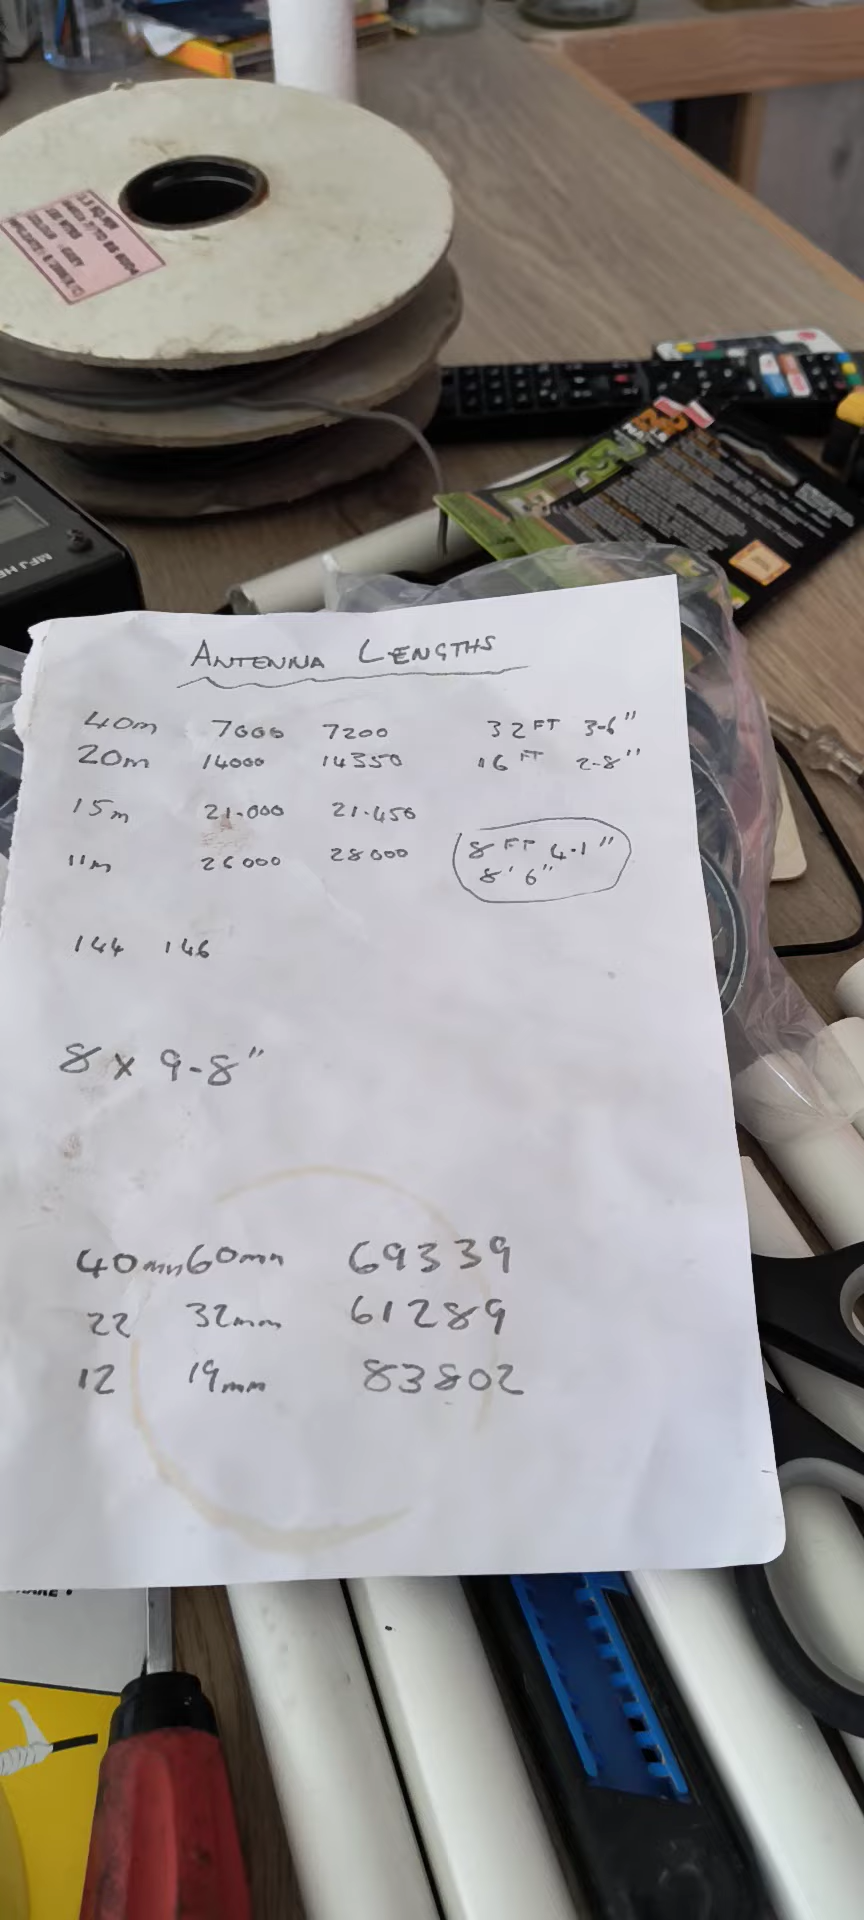 ANTENNA LENGTHS
40m 7000 7200 32FT 3-6"
20m 14000 14350 16FT 2-8"
15m 21.000 21.450
11m 26000 28000 8FT 4.1"
8'6"
144 146
8 x 9-8"
40mm 60mm 69339
22 32mm 61289
12 19mm 83802
MFJ